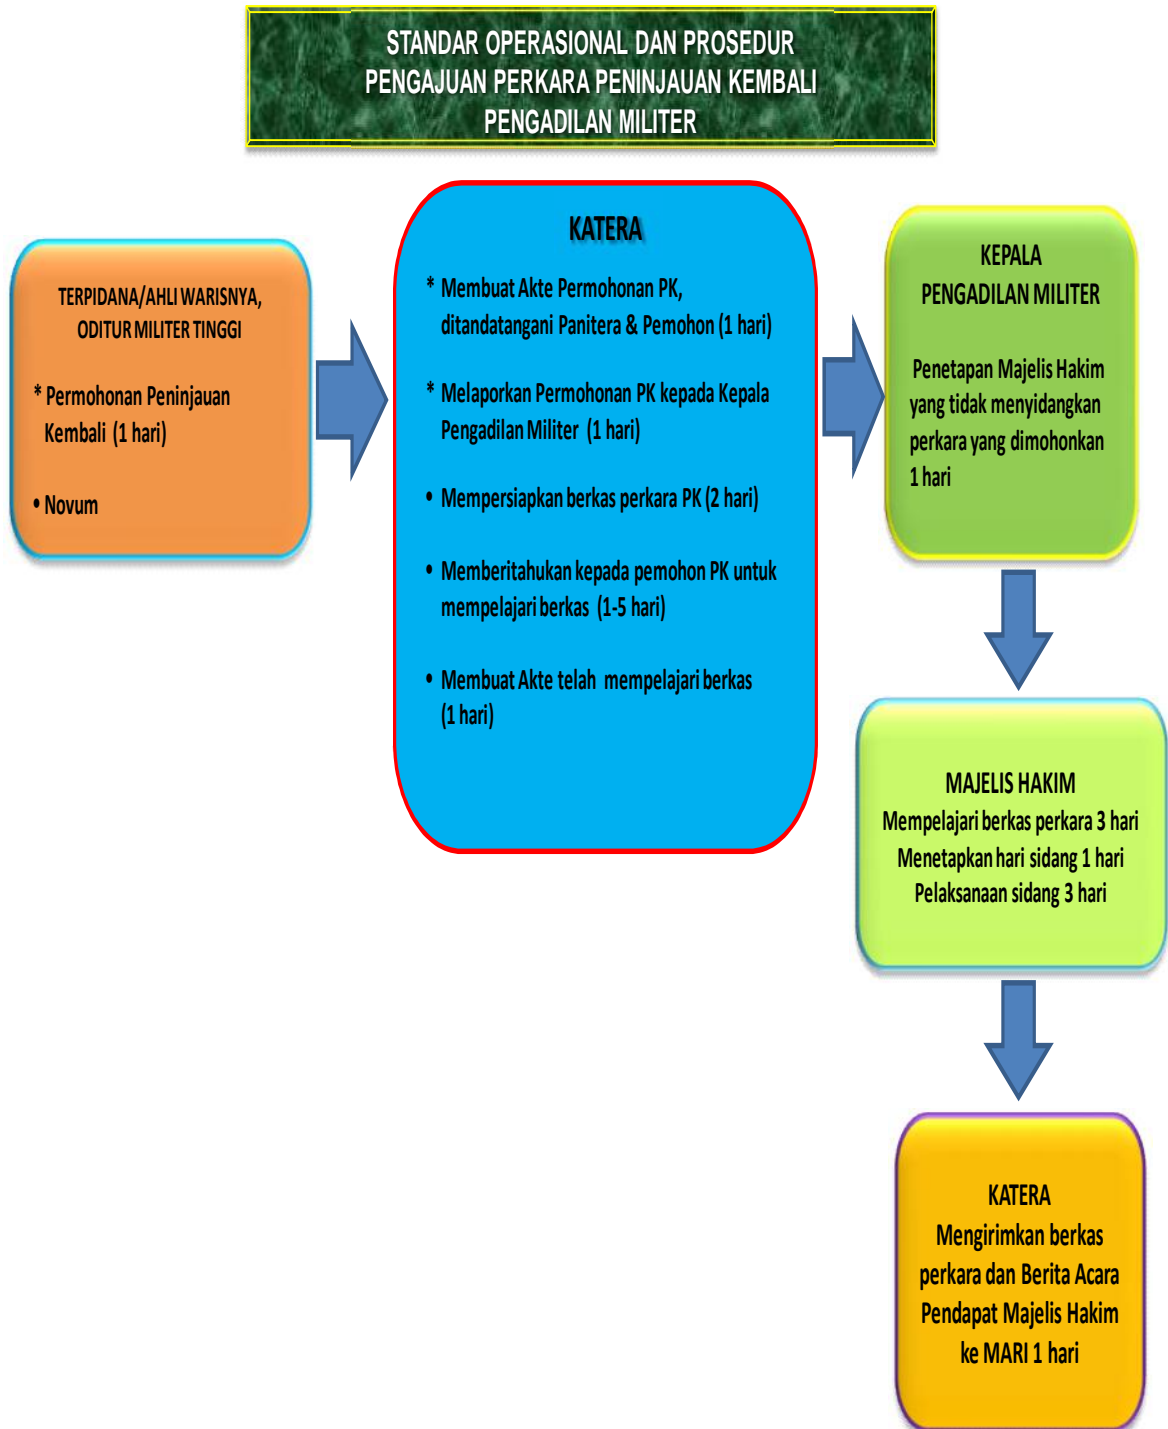 STANDAR OPERASIONAL DAN PROSEDUR
PENGAJUAN PERKARA PENINJAUAN KEMBALI
PENGADILAN MILITER
TERPIDANA/AHLI WARISNYA,
ODITUR MILITER TINGGI
* Permohonan Peninjauan
Kembali (1 hari)
• Novum
KATERA
* Membuat Akte Permohonan PK,
ditandatangani Panitera & Pemohon (1 hari)
* Melaporkan Permohonan PK kepada Kepala
Pengadilan Militer (1 hari)
• Mempersiapkan berkas perkara PK (2 hari)
• Memberitahukan kepada pemohon PK untuk
mempelajari berkas (1-5 hari)
• Membuat Akte telah mempelajari berkas
(1 hari)
KEPALA
PENGADILAN MILITER
Penetapan Majelis Hakim
yang tidak menyidangkan
perkara yang dimohonkan
1 hari
MAJELIS HAKIM
Mempelajari berkas perkara 3 hari
Menetapkan hari sidang 1 hari
Pelaksanaan sidang 3 hari
KATERA
Mengirimkan berkas
perkara dan Berita Acara
Pendapat Majelis Hakim
ke MARI 1 hari